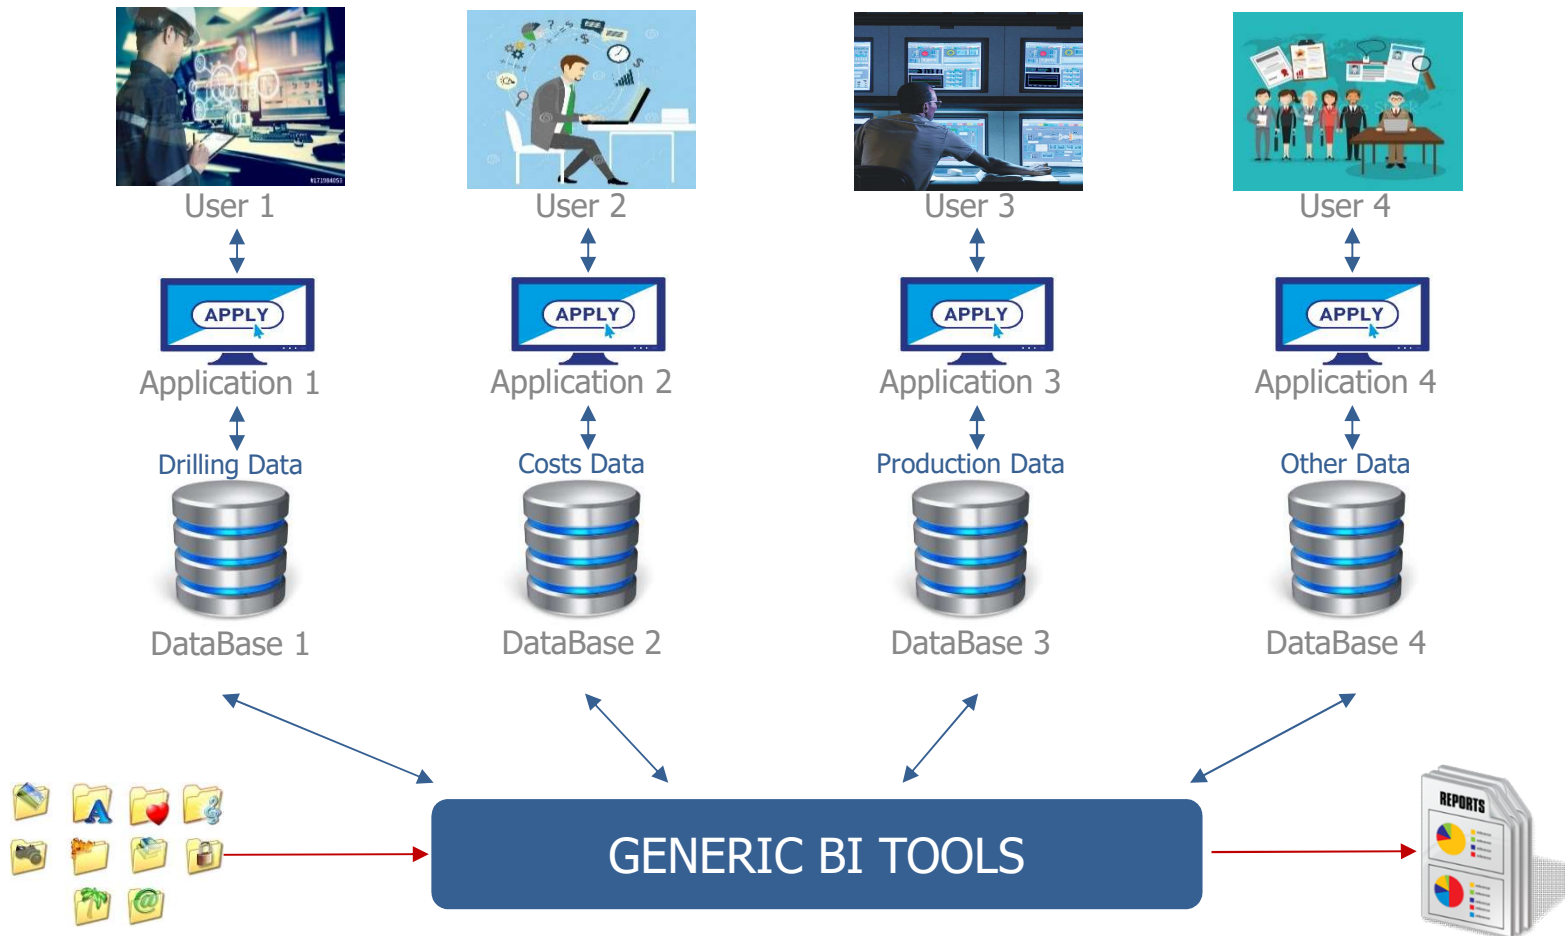 #171984053
User 1
User 2
User 3
User 4
APPLY
APPLY
APPLY
APPLY
Application 1
Application 2
Application 3
Application 4
Drilling Data
Costs Data
Production Data
Other Data
DataBase 1
DataBase 2
DataBase 3
DataBase 4
GENERIC BI TOOLS
REPORTS